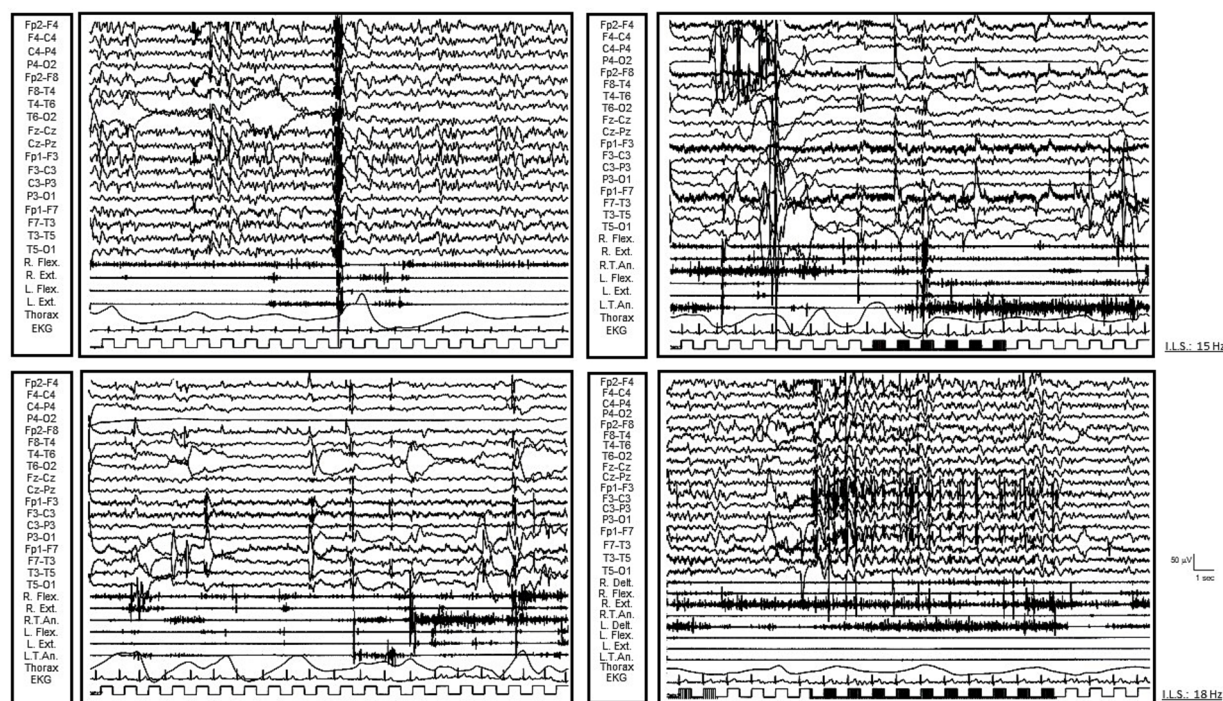 Fp2-F4
F4-C4
C4-P4
P4-O2
Fp2-F8
F8-T4
T4-T6
T6-O2
Fz-Cz
Cz-Pz
Fp1-F3
F3-C3
C3-P3
P3-O1
Fp1-F7
F7-T3
T3-T5
T5-O1
R. Flex.
R. Ext.
L. Flex.
L. Ext.
Thorax
EKG
Fp2-F4
F4-C4
C4-P4
P4-O2
Fp2-F8
F8-T4
T4-T6
T6-O2
Fz-Cz
Cz-Pz
Fp1-F3
F3-C3
C3-P3
P3-O1
Fp1-F7
F7-T3
T3-T5
T5-O1
R. Flex.
R. Ext.
R.T.An.
L. Flex.
L. Ext.
L.T.An.
Thorax
EKG
I.L.S.: 15 Hz
Fp2-F4
F4-C4
C4-P4
P4-O2
Fp2-F8
F8-T4
T4-T6
T6-O2
Fz-Cz
Cz-Pz
Fp1-F3
F3-C3
C3-P3
P3-O1
Fp1-F7
F7-T3
T3-T5
T5-O1
R. Flex.
R. Ext.
R.T.An.
L. Flex.
L. Ext.
L.T.An.
Thorax
EKG
Fp2-F4
F4-C4
C4-P4
P4-O2
Fp2-F8
F8-T4
T4-T6
T6-O2
Fz-Cz
Cz-Pz
Fp1-F3
F3-C3
C3-P3
P3-O1
Fp1-F7
F7-T3
T3-T5
T5-O1
R. Delt.
R. Flex.
R. Ext.
R.T.An.
L. Delt.
L. Flex.
L. Ext.
L.T.An.
Thorax
EKG
50 µV
1 sec
I.L.S.: 18 Hz